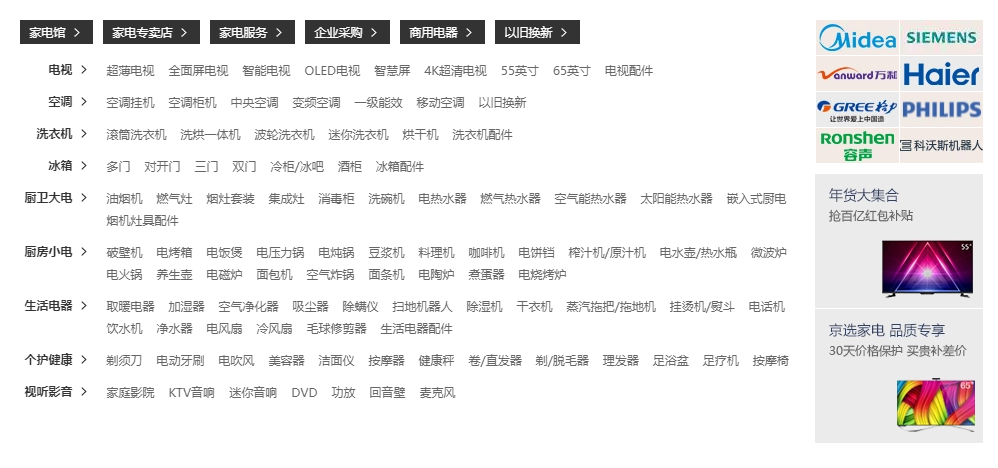 家电馆 家电专卖店 家电服务 企业采购 商用电器 以旧换新
电视 超薄电视 全面屏电视 智能电视 OLED电视 智慧屏 4K超清电视 55英寸 65英寸 电视配件
空调 空调挂机 空调柜机 中央空调 变频空调 一级能效 移动空调 以旧换新
洗衣机 滚筒洗衣机 洗烘一体机 波轮洗衣机 迷你洗衣机 烘干机 洗衣机配件
冰箱 多门 对开门 三门 双门 冷柜/冰吧 酒柜 冰箱配件
厨卫大电 油烟机 燃气灶 烟灶套装 集成灶 消毒柜 洗碗机 电热水器 燃气热水器 空气能热水器 太阳能热水器 嵌入式厨电
烟机灶具配件
厨房小电 破壁机 电烤箱 电饭煲 电压力锅 电炖锅 豆浆机 料理机 咖啡机 电饼铛 榨汁机/原汁机 电水壶/热水瓶 微波炉
电火锅 养生壶 电磁炉 面包机 空气炸锅 面条机 电陶炉 煮蛋器 电烧烤炉
生活电器 取暖电器 加湿器 空气净化器 吸尘器 除螨仪 扫地机器人 除湿机 干衣机 蒸汽拖把/拖地机 挂烫机/熨斗 电话机
饮水机 净水器 电风扇 冷风扇 毛球修剪器 生活电器配件
个护健康 剃须刀 电动牙刷 电吹风 美容器 洁面仪 按摩器 健康秤 卷/直发器 剃/脱毛器 理发器 足浴盆 足疗机 按摩椅
视听影音 家庭影院 KTV音响 迷你音响 DVD 功放 回音壁 麦克风
Midea SIEMENS
Vanward万和 Haier
GREE格力 PHILIPS
让世界爱上中国造
Ronshen 科沃斯机器人
容声
年货大集合
抢百亿红包补贴
55"
京选家电 品质专享
30天价格保护 买贵补差价
65"